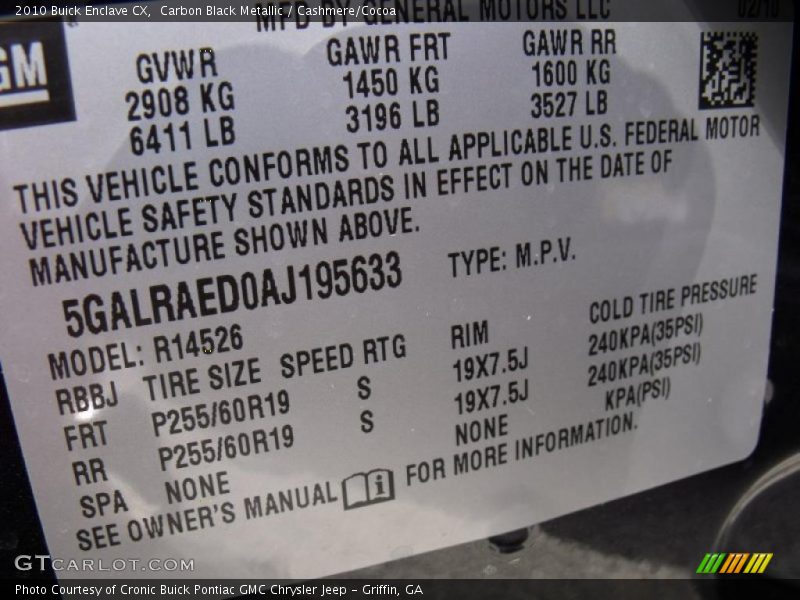 2010 Buick Enclave CX, Carbon Black Metallic / Cashmere/Cocoa
MFD BY GENERAL MOTORS LLC 02/10
GM
GVWR GAWR FRT GAWR RR
2908 KG 1450 KG 1600 KG
6411 LB 3196 LB 3527 LB
THIS VEHICLE CONFORMS TO ALL APPLICABLE U.S. FEDERAL MOTOR
VEHICLE SAFETY STANDARDS IN EFFECT ON THE DATE OF
MANUFACTURE SHOWN ABOVE.
5GALRAED0AJ195633 TYPE: M.P.V.
MODEL: R14526
RBBJ TIRE SIZE SPEED RTG RIM COLD TIRE PRESSURE
FRT P255/60R19 S 19X7.5J 240KPA(35PSI)
RR P255/60R19 S 19X7.5J 240KPA(35PSI)
SPA NONE NONE KPA(PSI)
SEE OWNER'S MANUAL i FOR MORE INFORMATION.
GTCARLOT.COM
Photo Courtesy of Cronic Buick Pontiac GMC Chrysler Jeep - Griffin, GA